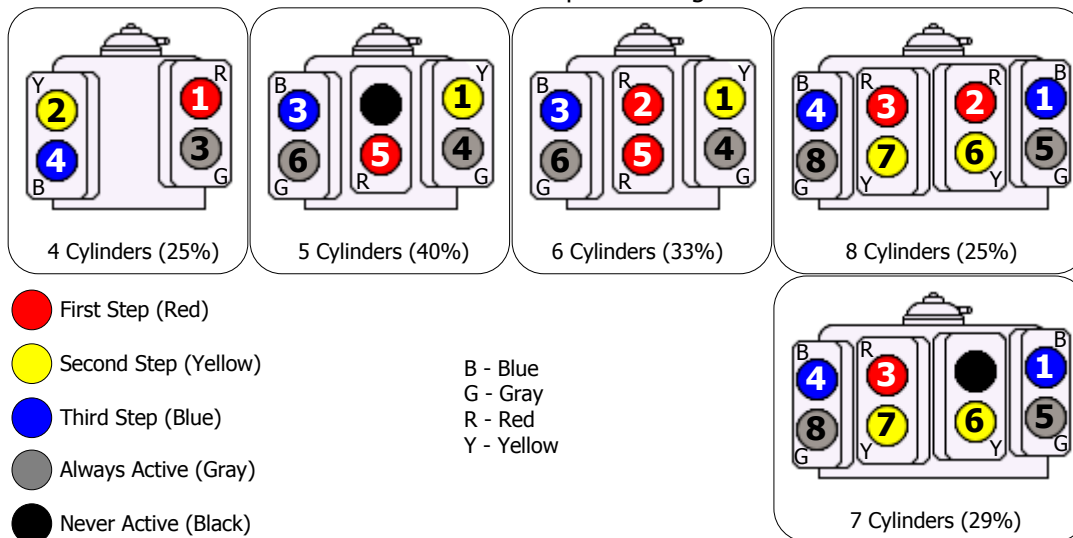 Y
2
4
B
R
1
3
G
4 Cylinders (25%)
B
3
6
G
5
R
Y
1
4
G
5 Cylinders (40%)
B
3
6
G
R
2
5
R
Y
1
4
G
6 Cylinders (33%)
B
4
8
G
R
3
7
Y
R
2
6
Y
B
1
5
G
8 Cylinders (25%)
First Step (Red)
Second Step (Yellow)
Third Step (Blue)
Always Active (Gray)
Never Active (Black)
B - Blue
G - Gray
R - Red
Y - Yellow
B
4
8
G
R
3
7
Y
6
Y
B
1
5
G
7 Cylinders (29%)